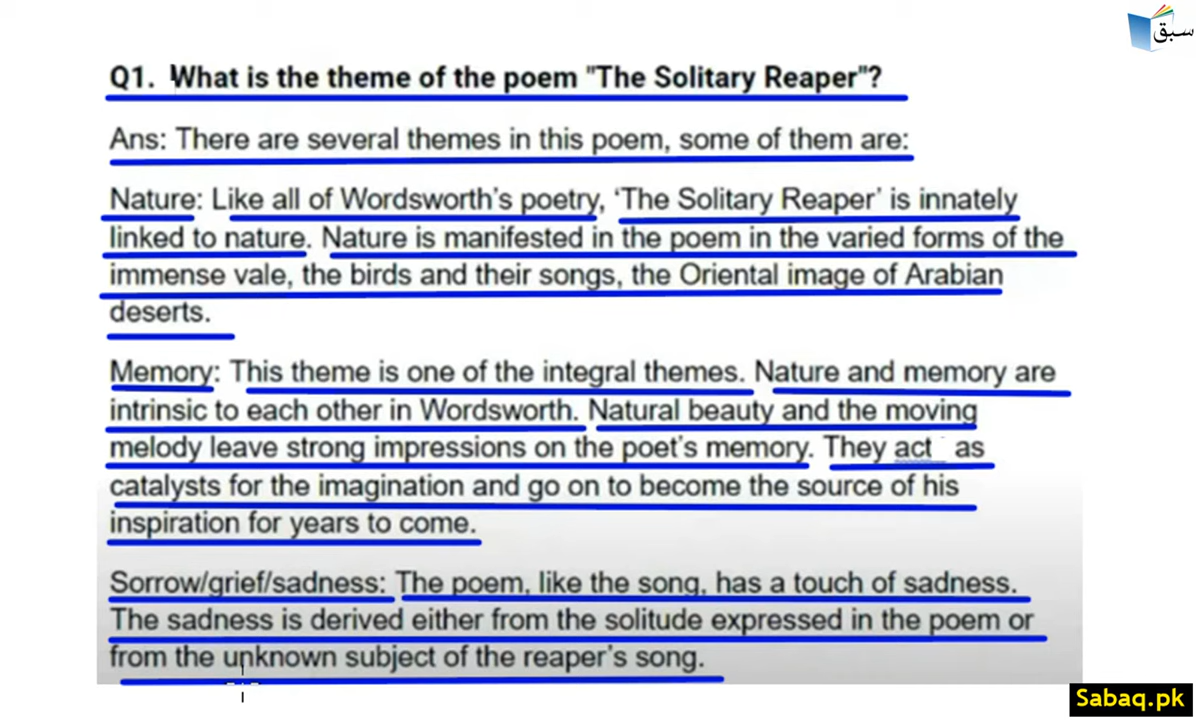 سبق
Q1. What is the theme of the poem "The Solitary Reaper"?
Ans: There are several themes in this poem, some of them are:
Nature: Like all of Wordsworth's poetry, 'The Solitary Reaper' is innately
linked to nature. Nature is manifested in the poem in the varied forms of the
immense vale, the birds and their songs, the Oriental image of Arabian
deserts.
Memory: This theme is one of the integral themes. Nature and memory are
intrinsic to each other in Wordsworth. Natural beauty and the moving
melody leave strong impressions on the poet's memory. They act as
catalysts for the imagination and go on to become the source of his
inspiration for years to come.
Sorrow/grief/sadness: The poem, like the song, has a touch of sadness.
The sadness is derived either from the solitude expressed in the poem or
from the unknown subject of the reaper's song.
Sabaq.pk